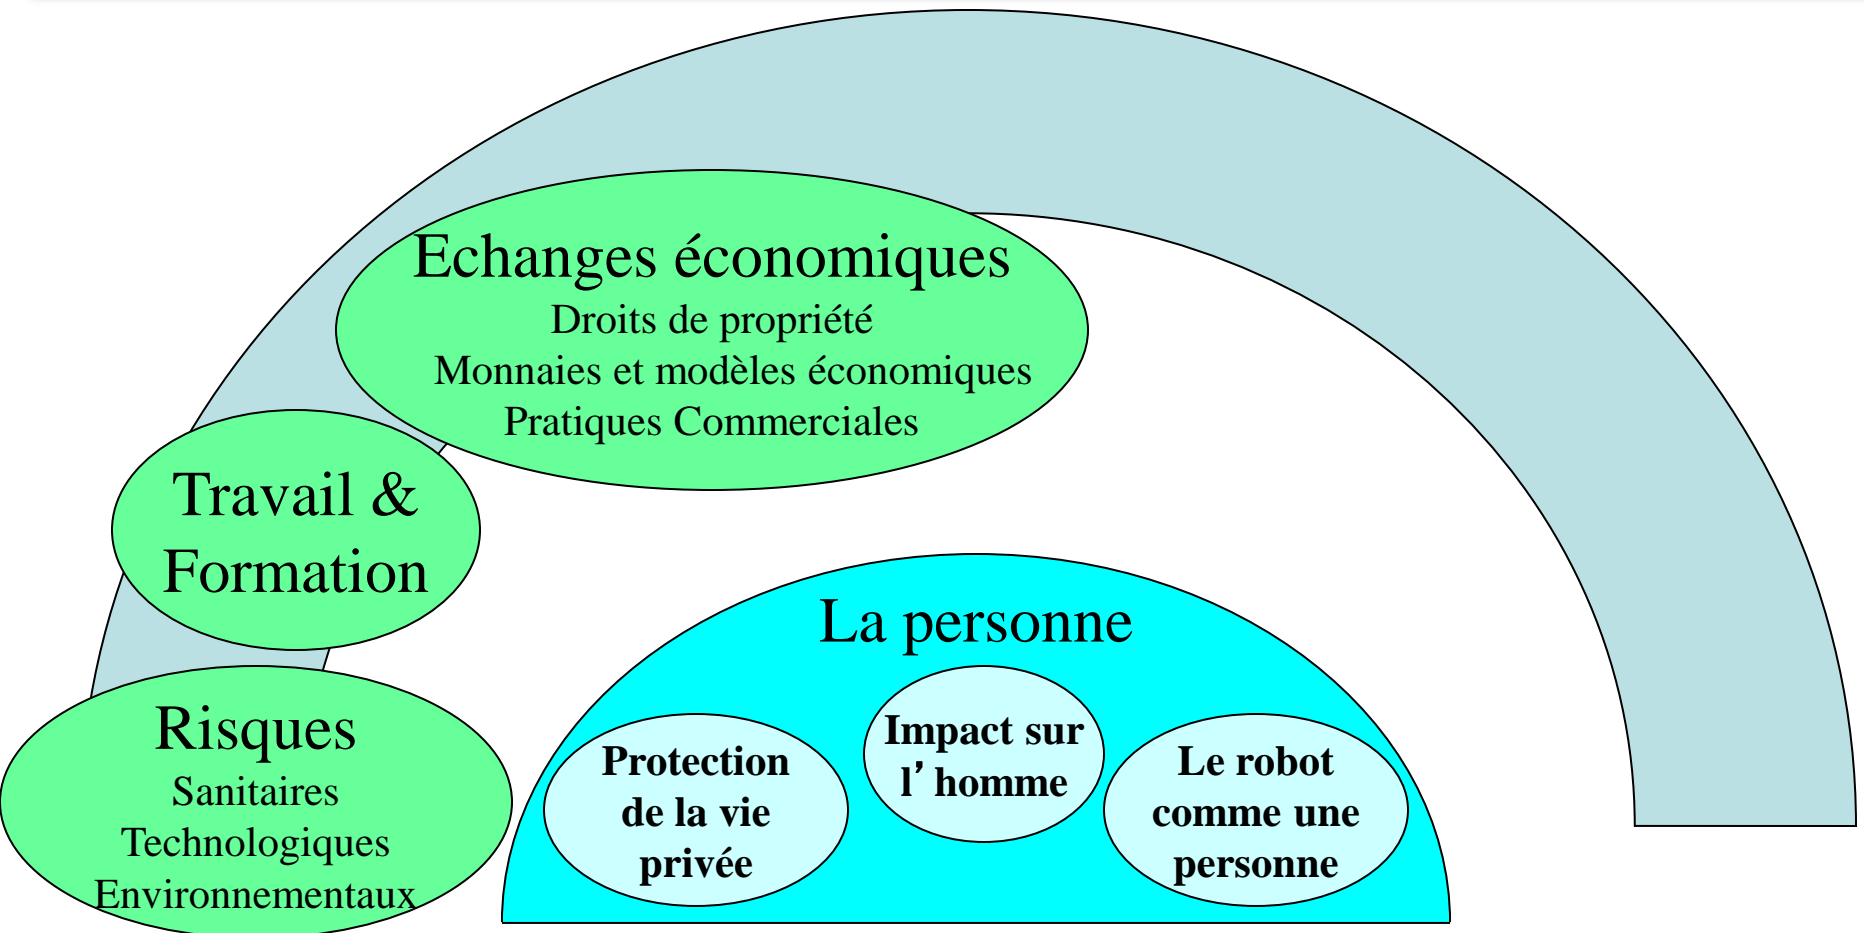 Echanges économiques
Droits de propriété
Monnaies et modèles économiques
Pratiques Commerciales
Travail &
Formation
Risques
Sanitaires
Technologiques
Environnementaux
La personne
Protection
de la vie
privée
Impact sur
l’ homme
Le robot
comme une
personne